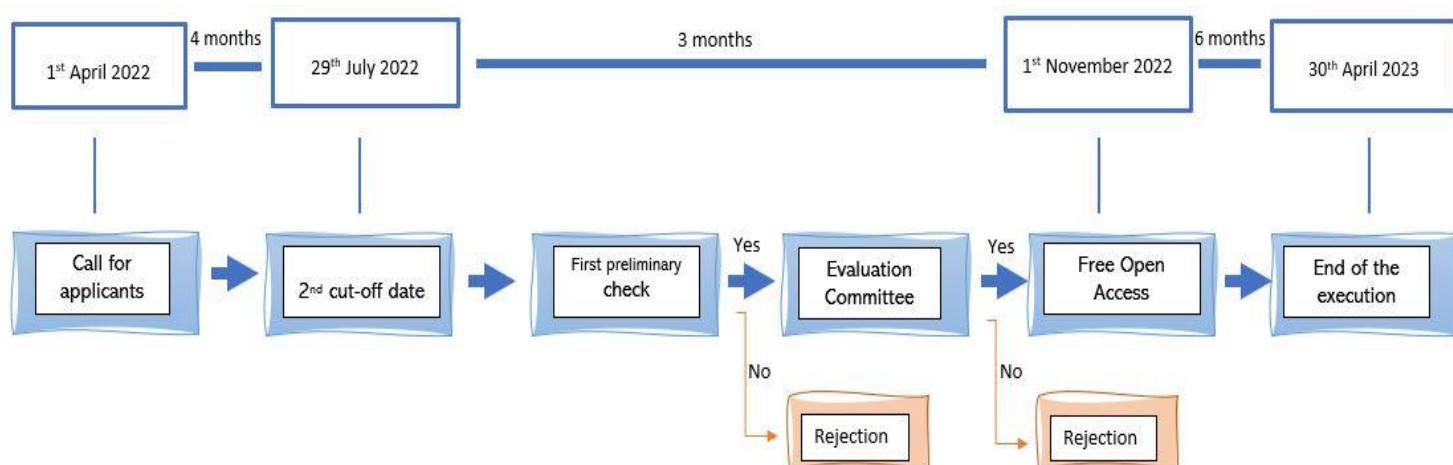 4 months
3 months
6 months
1st April 2022
29th July 2022
1st November 2022
30th April 2023
Call for
applicants
2nd cut-off date
First preliminary
check
Yes
Evaluation
Committee
Yes
Free Open
Access
End of the
execution
No
No
Rejection
Rejection